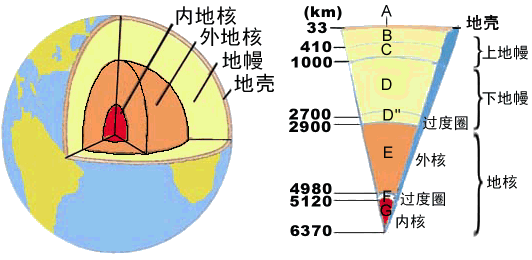 内地核
外地核
地幔
地壳
(km)
33
410
1000
2700
2900
4980
5120
6370
A
B
C
D
D"
E
F
G
地壳
上地幔
下地幔
过度圈
外核
地核
过度圈
内核